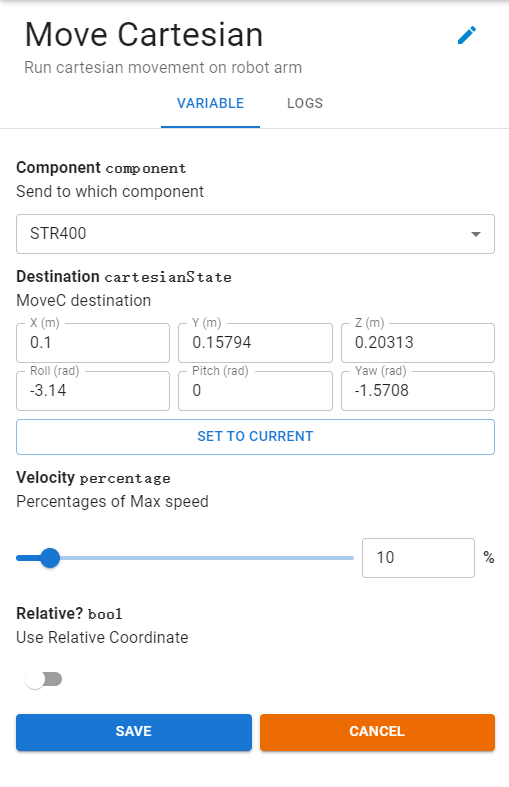 Move Cartesian
Run cartesian movement on robot arm
VARIABLE LOGS
Component component
Send to which component
STR400
Destination cartesianState
MoveC destination
X (m) Y (m) Z (m)
0.1 0.15794 0.20313
Roll (rad) Pitch (rad) Yaw (rad)
-3.14 0 -1.5708
SET TO CURRENT
Velocity percentage
Percentages of Max speed
10 %
Relative? bool
Use Relative Coordinate
SAVE CANCEL